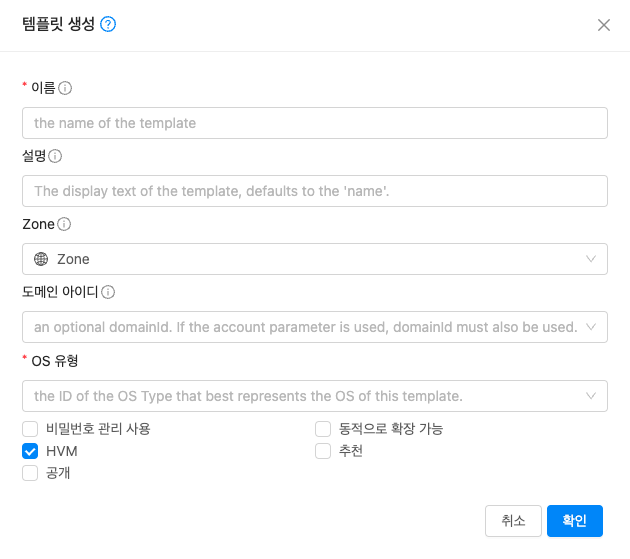 템플릿 생성
* 이름
the name of the template
설명
The display text of the template, defaults to the 'name'.
Zone
Zone
도메인 아이디
an optional domainId. If the account parameter is used, domainId must also be used.
* OS 유형
the ID of the OS Type that best represents the OS of this template.
비밀번호 관리 사용 동적으로 확장 가능
HVM 추천
공개
취소 확인